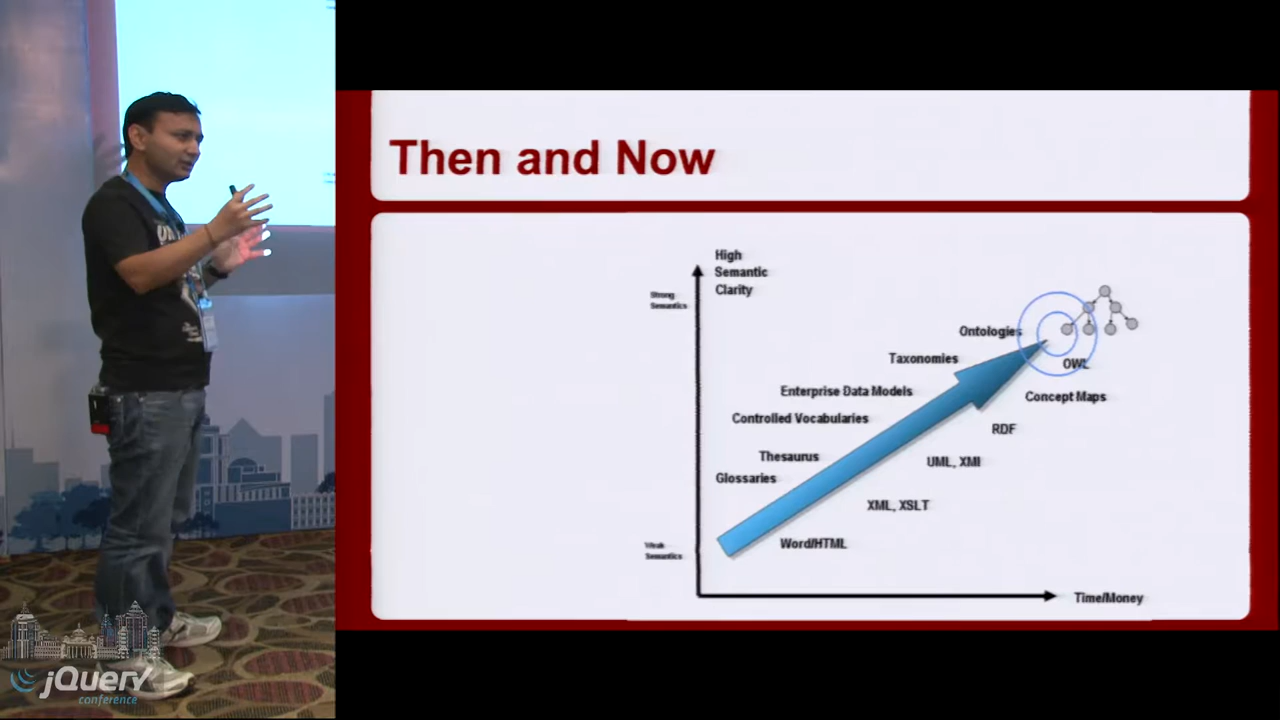 Then and Now
High
Semantic
Clarity
Strong
Semantics
Ontologies
Taxonomies
OWL
Enterprise Data Models
Concept Maps
Controlled Vocabularies
RDF
Thesaurus
UML, XMI
Glossaries
XML, XSLT
Word/HTML
Weak
Semantics
Time/Money
jQuery
conference